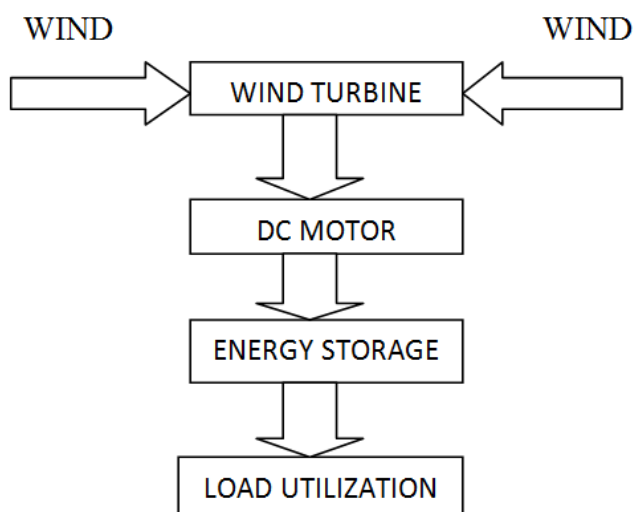 WIND
WIND
WIND TURBINE
DC MOTOR
ENERGY STORAGE
LOAD UTILIZATION